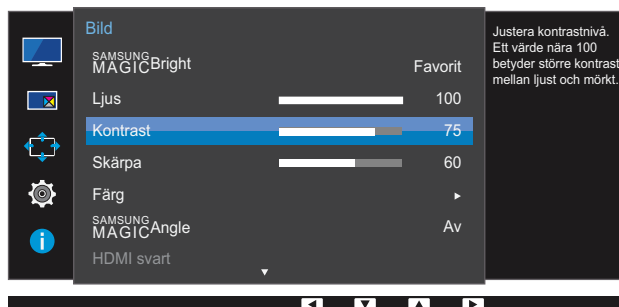 Bild
SAMSUNG
MAGICBright Favorit
Ljus 100
Kontrast 75
Skärpa 60
Färg
SAMSUNG
MAGICAngle Av
HDMI svart
Justera kontrastnivå.
Ett värde nära 100
betyder större kontrast
mellan ljust och mörkt.